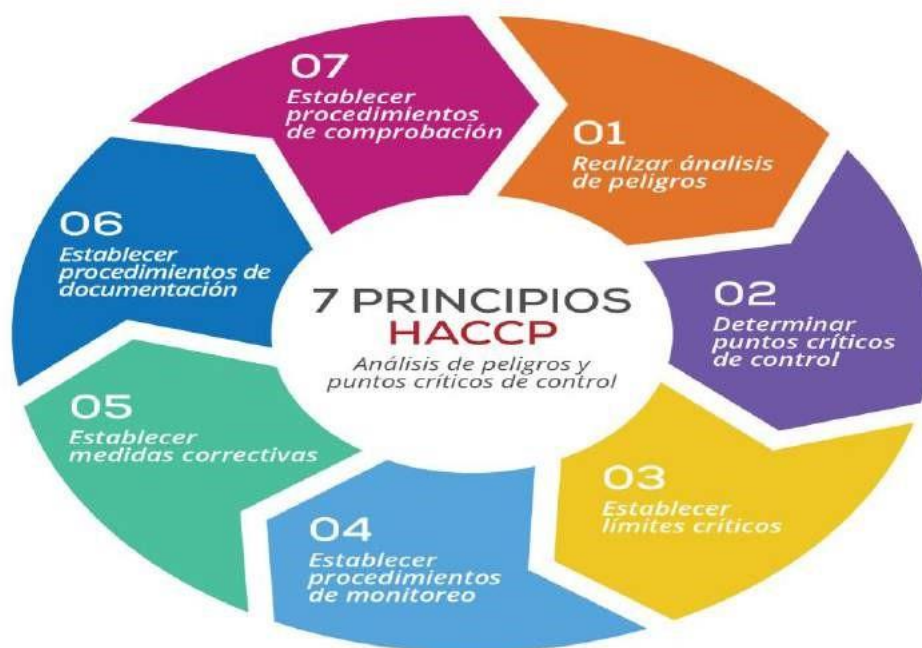 7 PRINCIPIOS
HACCP
Análisis de peligros y
puntos críticos de control
01
Realizar ánalisis
de peligros
02
Determinar
puntos críticos
de control
03
Establecer
límites críticos
04
Establecer
procedimientos
de monitoreo
05
Establecer
medidas correctivas
06
Establecer
procedimientos de
documentación
07
Establecer
procedimientos
de comprobación